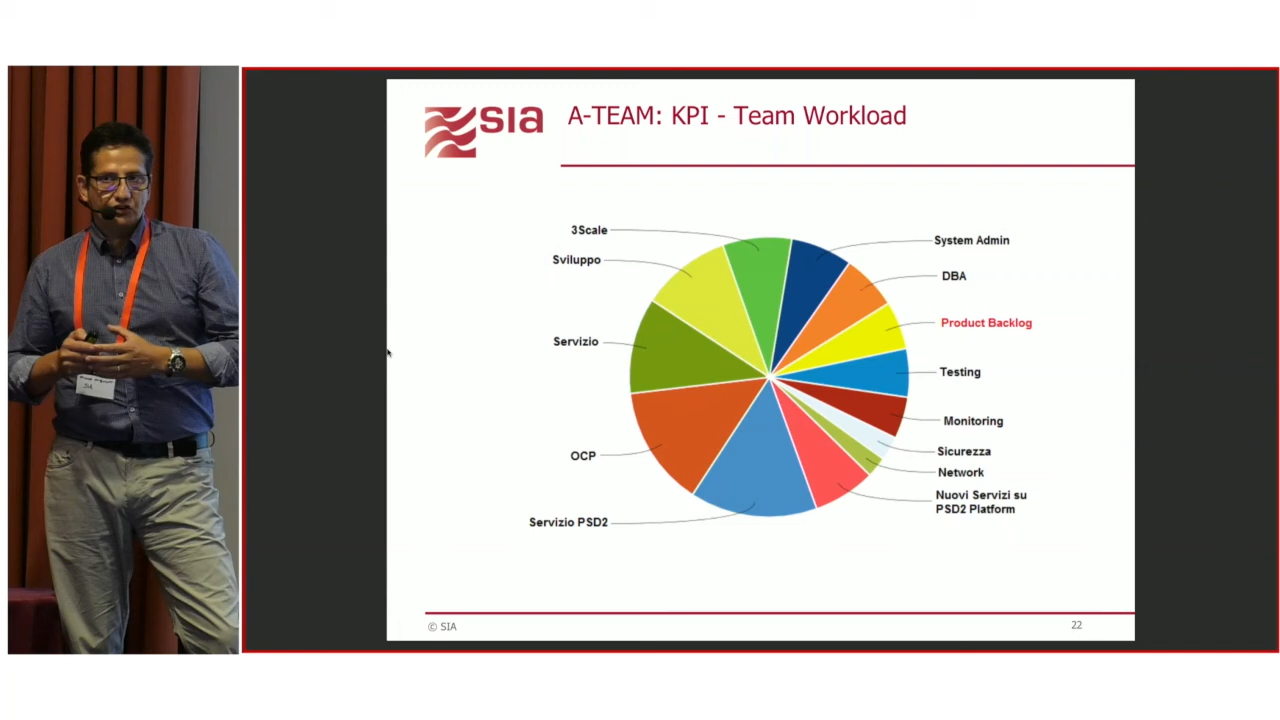 SIA
A-TEAM: KPI - Team Workload
3Scale
System Admin
Sviluppo
DBA
Product Backlog
Servizio
Testing
Monitoring
OCP
Sicurezza
Network
Nuovi Servizi su
PSD2 Platform
Servizio PSD2
© SIA
22
SIA